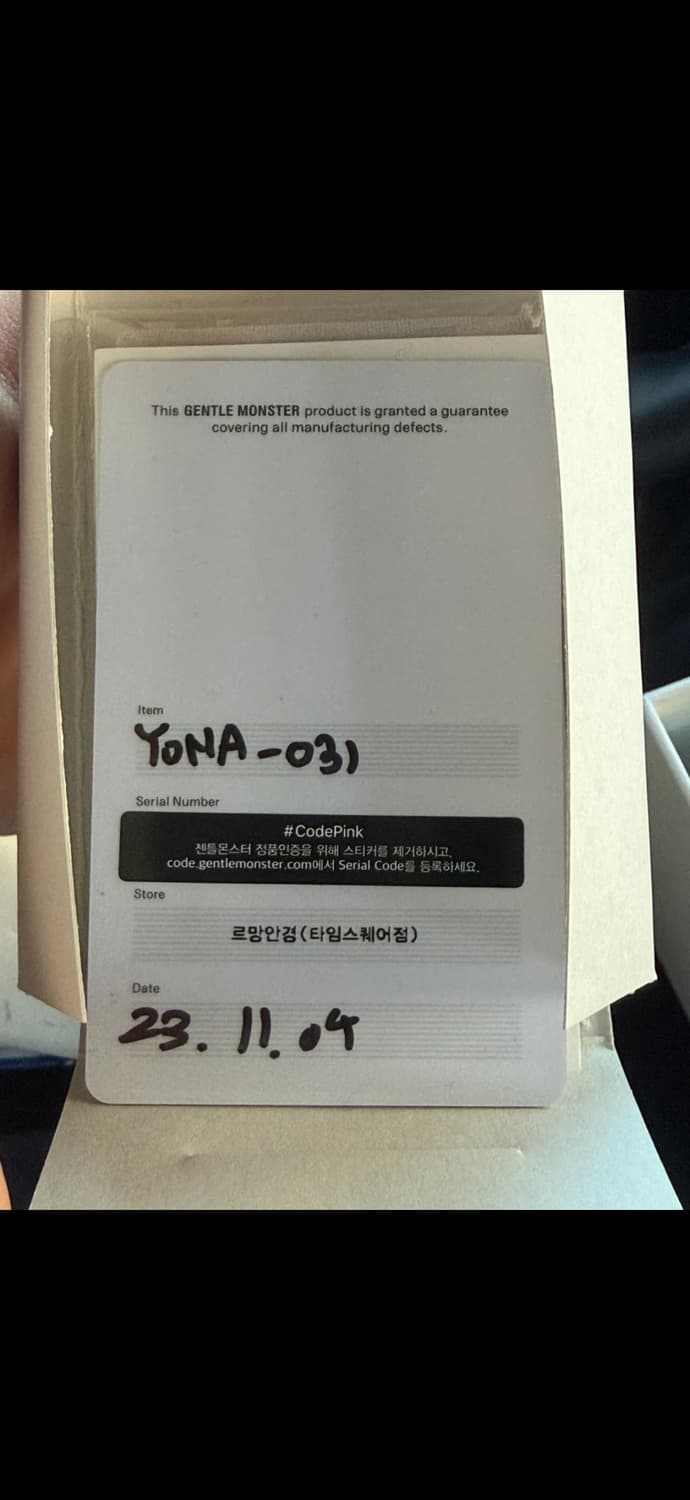 This GENTLE MONSTER product is granted a guarantee
covering all manufacturing defects.
Item
YONA-031
Serial Number
#CodePink
젠틀몬스터 정품인증을 위해 스티커를 제거하시고,
code.gentlemonster.com에서 Serial Code를 등록하세요.
Store
르망안경(타임스퀘어점)
Date
23. 11. 04